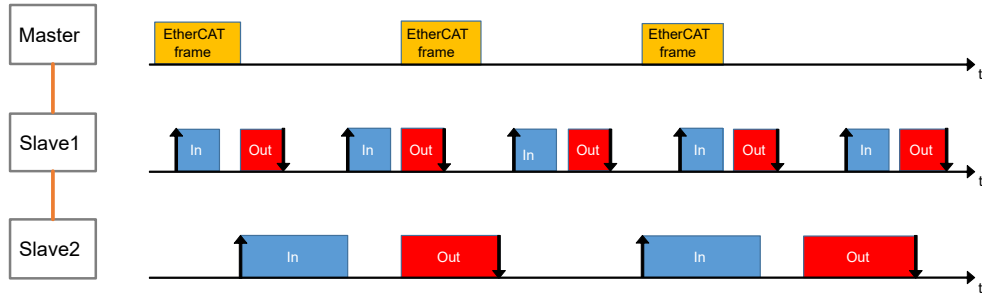 Master
EtherCAT
frame
EtherCAT
frame
EtherCAT
frame
t
Slave1
In
Out
In
Out
In
Out
In
Out
In
Out
t
Slave2
In
Out
In
Out
t